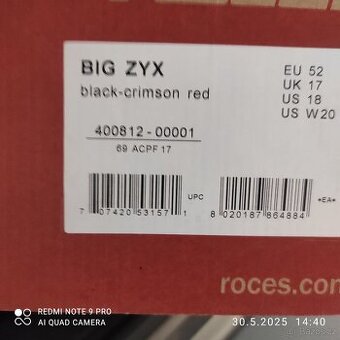 BIG ZYX
black-crimson red
400812-00001
69 ACPF 17
EU 52
UK 17
US 18
US W20
UPC
*EA*
7 07420 53157 1
8 020187 864884
roces.com
REDMI NOTE 9 PRO
AI QUAD CAMERA
30.5.2025 14:40